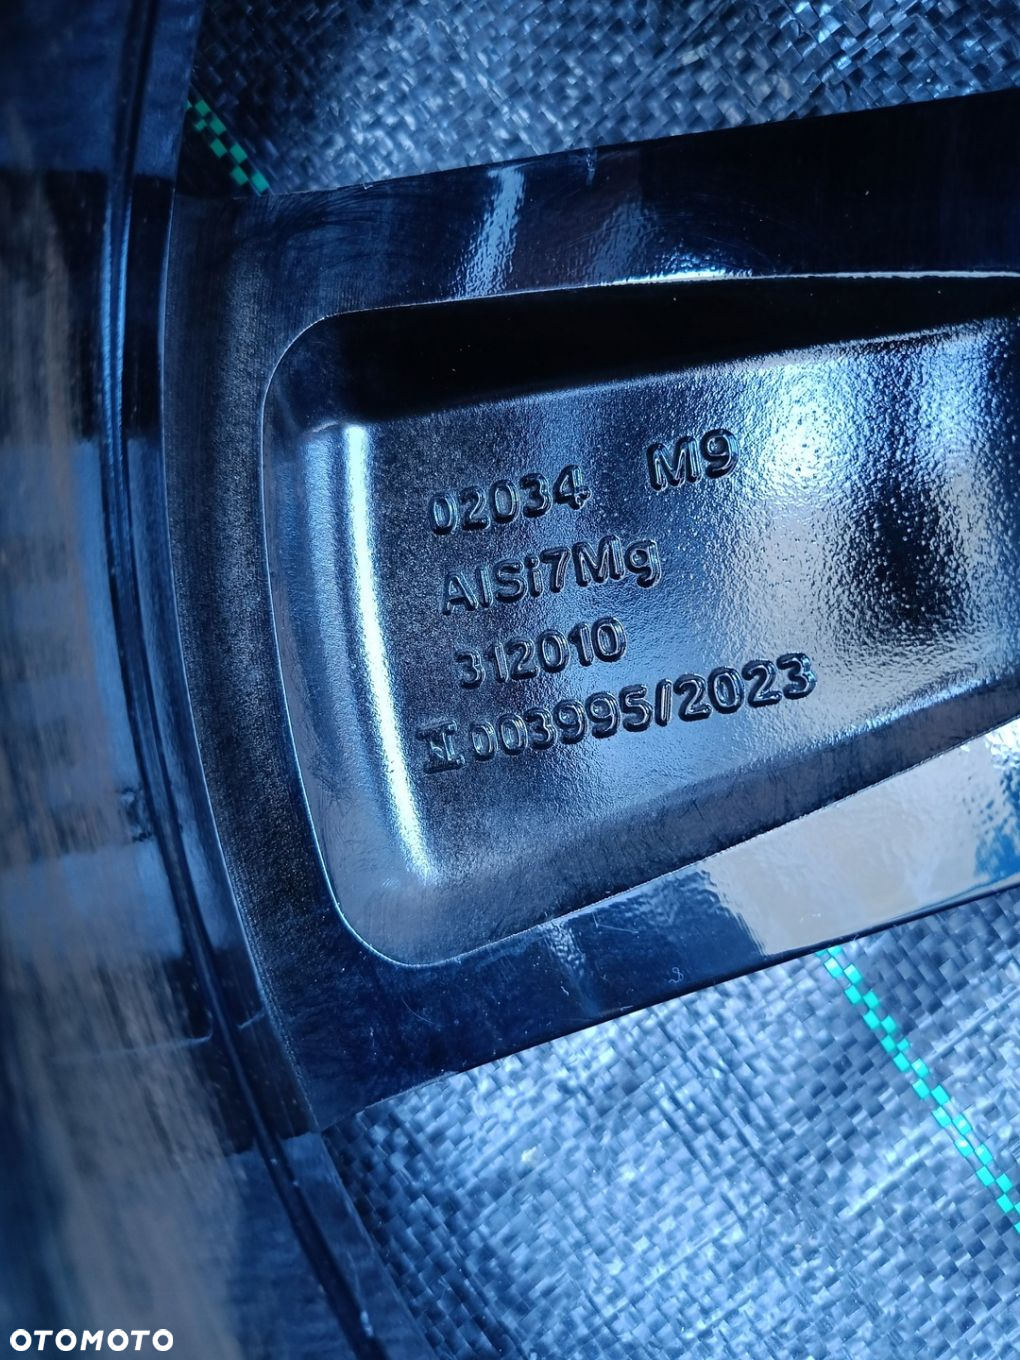 02034 M9
AlSi7Mg
312010
003995/2023
OTOMOTO